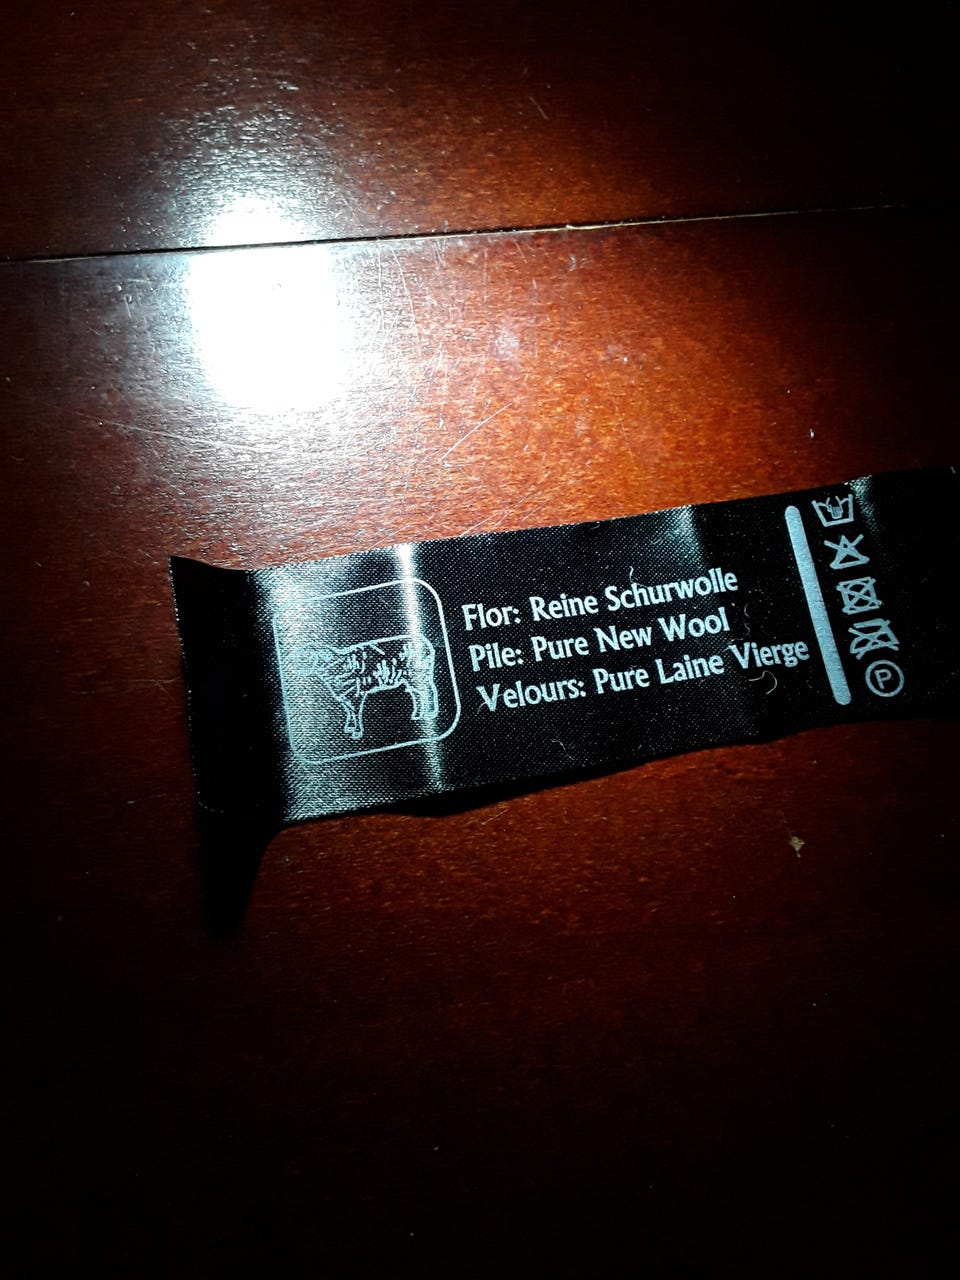 Flor: Reine Schurwolle
Pile: Pure New Wool
Velours: Pure Laine Vierge
P